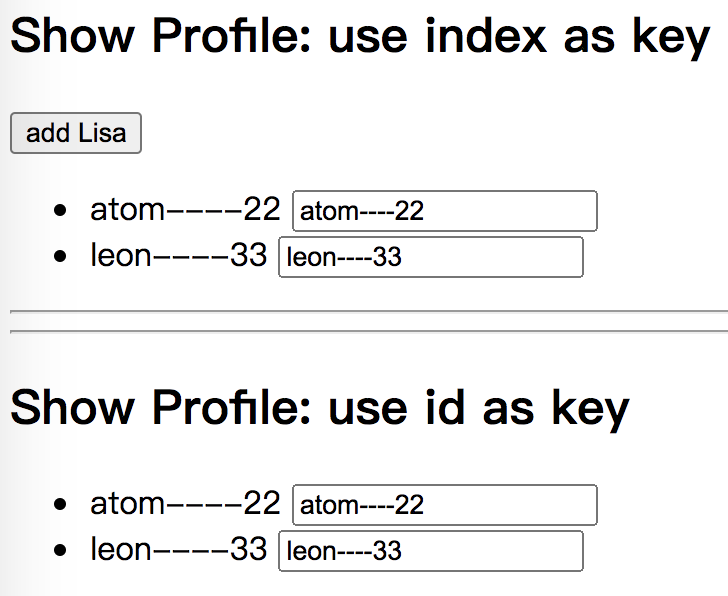 Show Profile: use index as key
add Lisa
atom----22 atom----22
leon----33 leon----33
Show Profile: use id as key
atom----22 atom----22
leon----33 leon----33